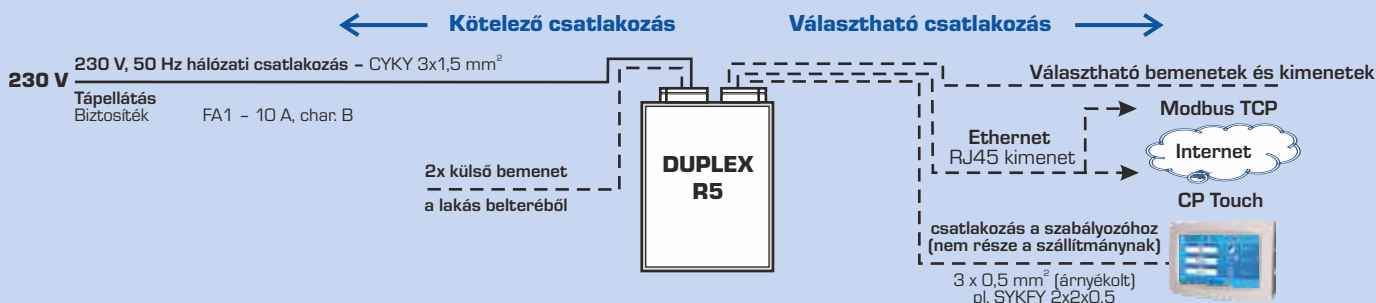 Kötelező csatlakozás
Választható csatlakozás
230 V
230 V, 50 Hz hálózati csatlakozás – CYKY 3x1,5 mm²
Tápellátás
Biztosíték FA1 – 10 A, char. B
2x külső bemenet
a lakás belteréből
DUPLEX
R5
Választható bemenetek és kimenetek
Modbus TCP
Ethernet
RJ45 kimenet
Internet
CP Touch
csatlakozás a szabályozóhoz
(nem része a szállítmánynak)
3 x 0,5 mm² (árnyékolt)
pl. SYKFY 2x2x0,5